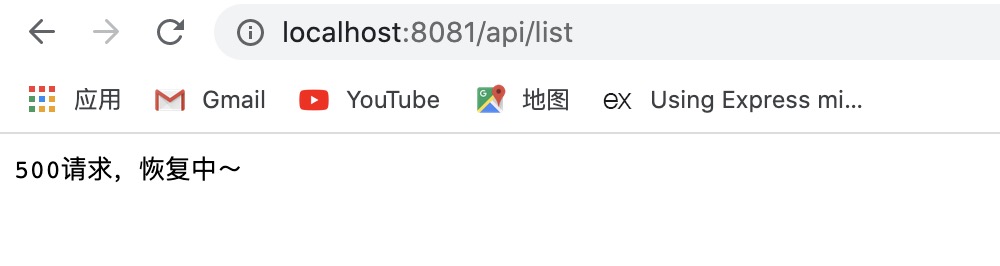 localhost:8081/api/list
应用 Gmail YouTube 地图 ex Using Express mi...
500请求，恢复中～